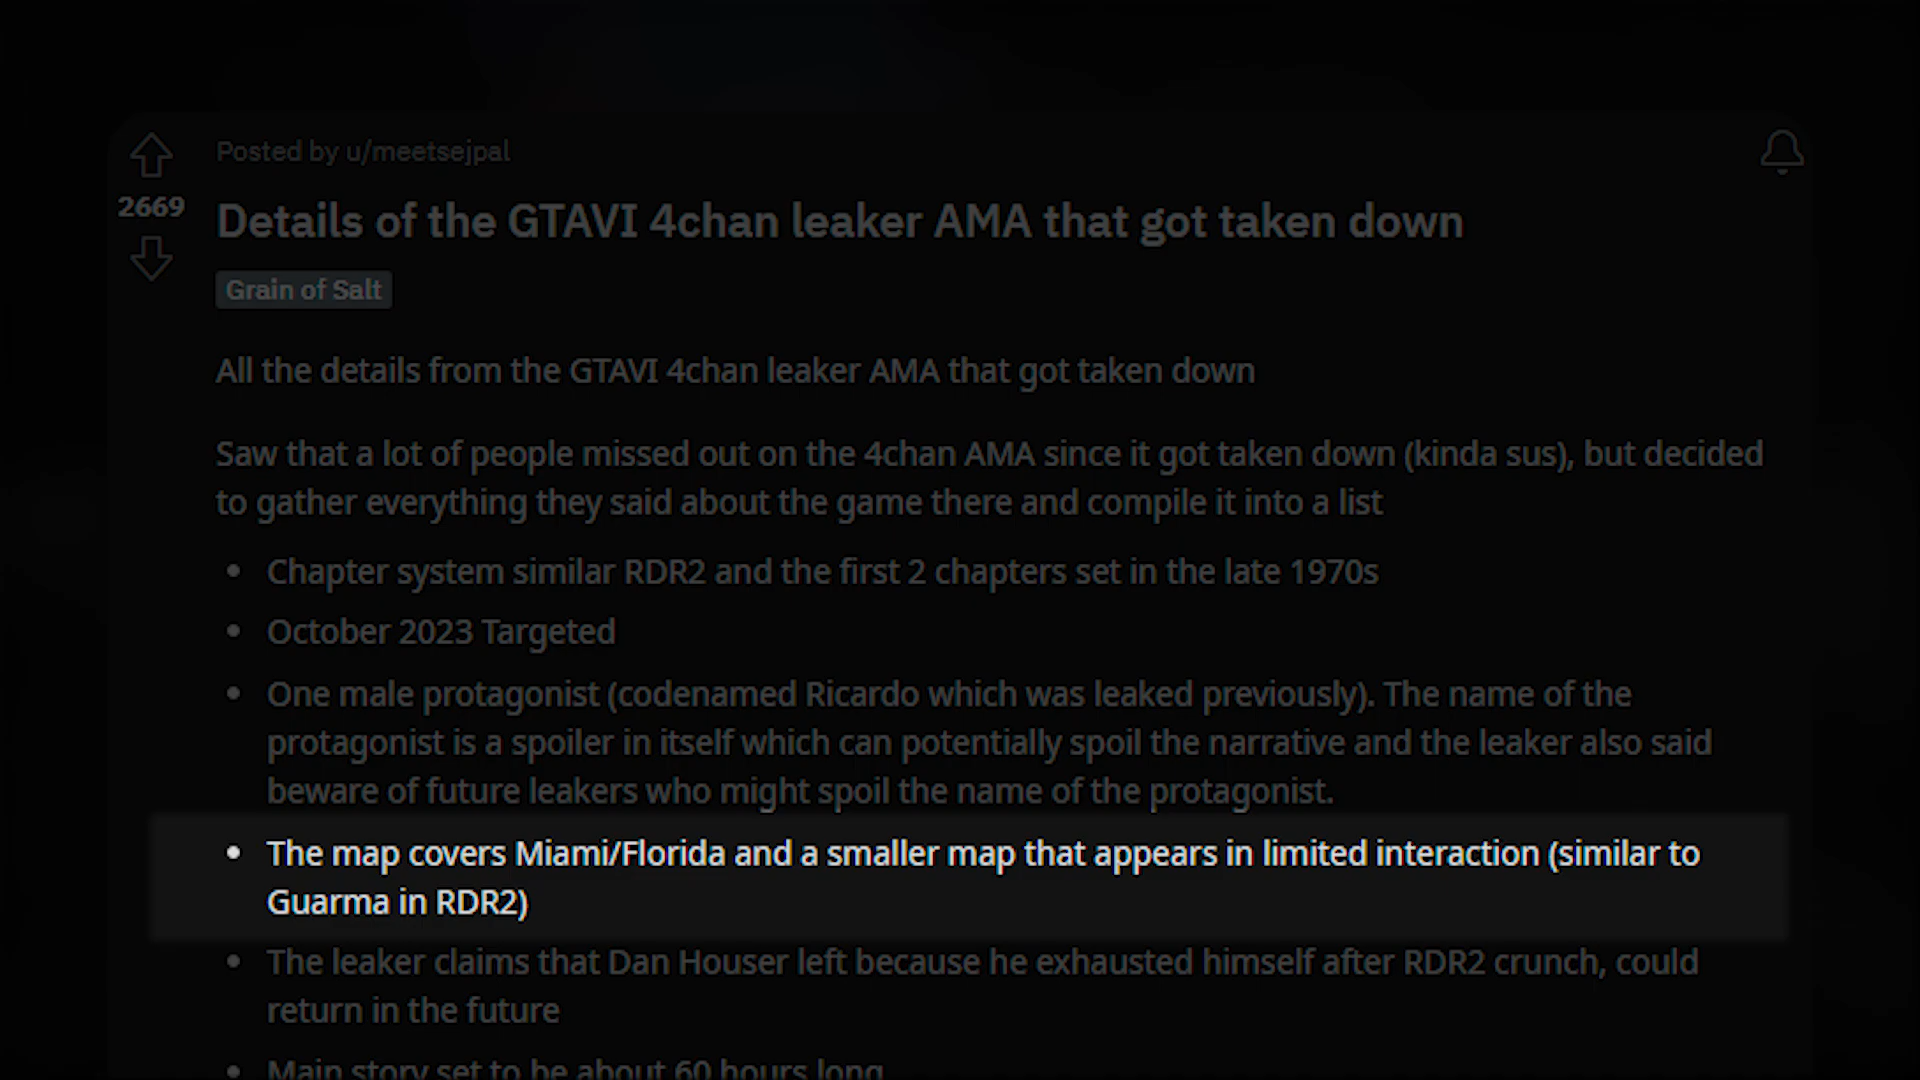 Posted by u/meetsejpal
2669
Details of the GTAVI 4chan leaker AMA that got taken down
Grain of Salt
All the details from the GTAVI 4chan leaker AMA that got taken down
Saw that a lot of people missed out on the 4chan AMA since it got taken down (kinda sus), but decided
to gather everything they said about the game there and compile it into a list
• Chapter system similar RDR2 and the first 2 chapters set in the late 1970s
• October 2023 Targeted
• One male protagonist (codenamed Ricardo which was leaked previously). The name of the
protagonist is a spoiler in itself which can potentially spoil the narrative and the leaker also said
beware of future leakers who might spoil the name of the protagonist.
• The map covers Miami/Florida and a smaller map that appears in limited interaction (similar to
Guarma in RDR2)
• The leaker claims that Dan Houser left because he exhausted himself after RDR2 crunch, could
return in the future
• Main story set to be about 60 hours long